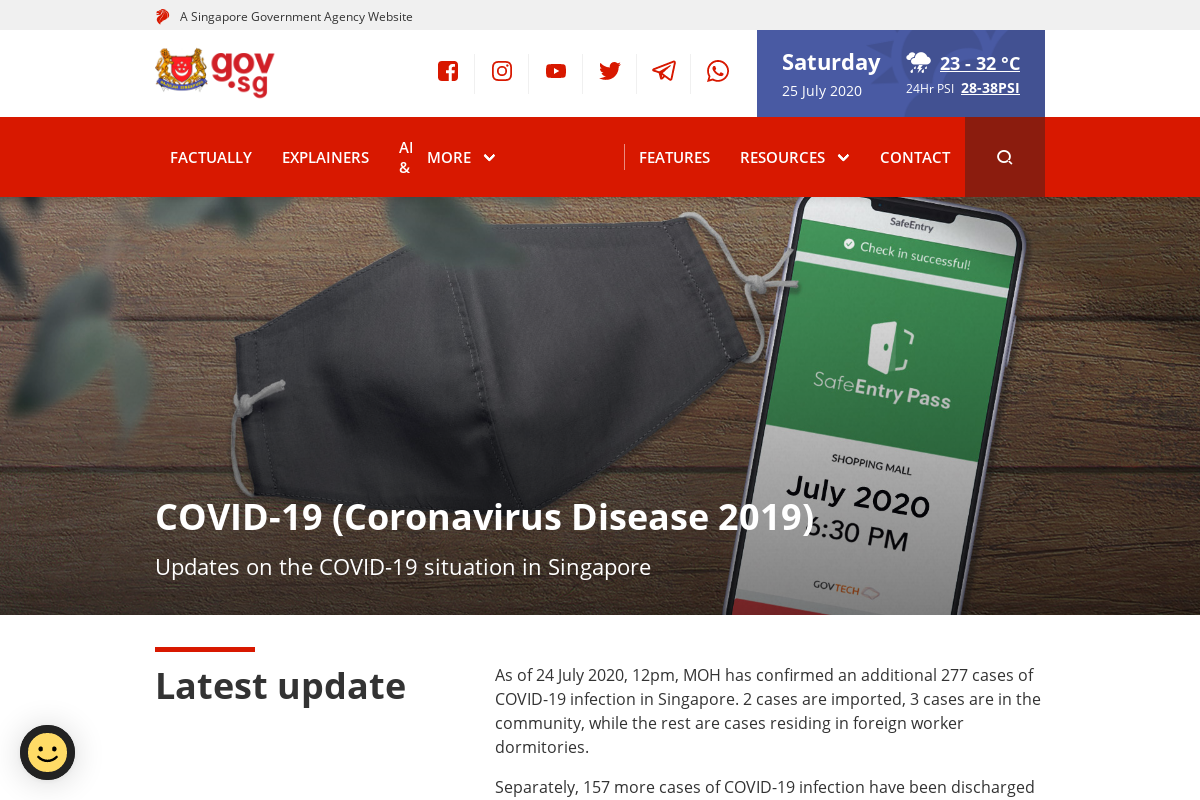 A Singapore Government Agency Website
gov
.sg
Saturday
25 July 2020
23 - 32 °C
24Hr PSI 28-38PSI
FACTUALLY
EXPLAINERS
AI
&
MORE
FEATURES
RESOURCES
CONTACT
SafeEntry
Check in successful!
SafeEntry Pass
SHOPPING MALL
July 2020
6:30 PM
GOVTECH
COVID-19 (Coronavirus Disease 2019)
Updates on the COVID-19 situation in Singapore
Latest update
As of 24 July 2020, 12pm, MOH has confirmed an additional 277 cases of
COVID-19 infection in Singapore. 2 cases are imported, 3 cases are in the
community, while the rest are cases residing in foreign worker
dormitories.
Separately, 157 more cases of COVID-19 infection have been discharged